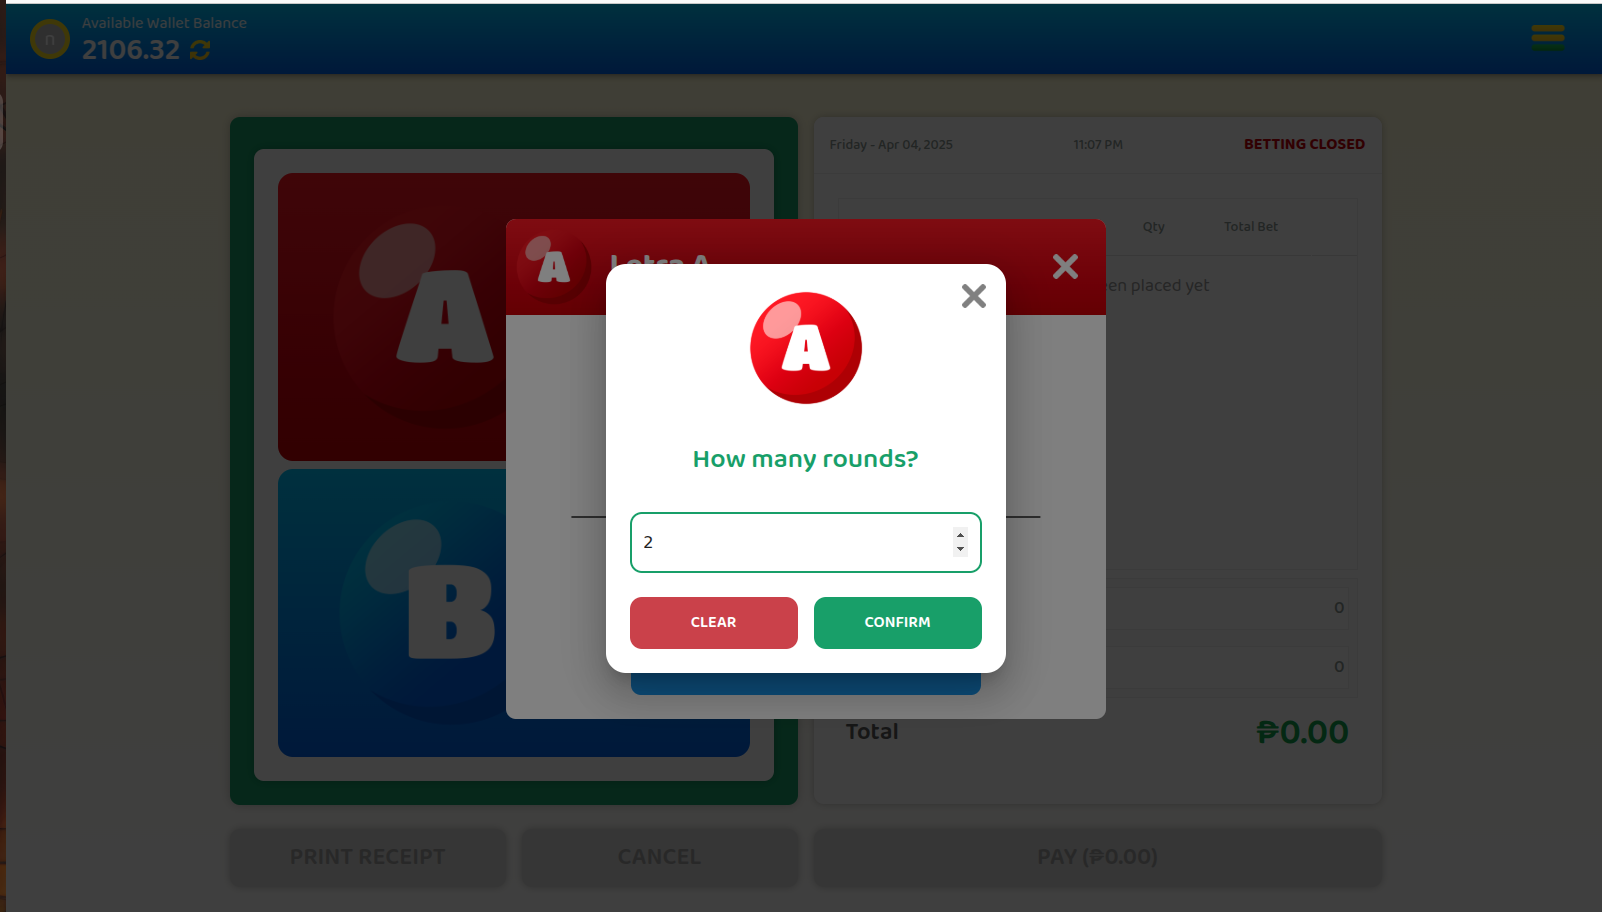 n
Available Wallet Balance
2106.32
Friday - Apr 04, 2025
11:07 PM
BETTING CLOSED
Qty
Total Bet
A
Letra A
A
en placed yet
A
How many rounds?
2
CLEAR
CONFIRM
B
0
0
Total
₱0.00
PRINT RECEIPT
CANCEL
PAY (₱0.00)